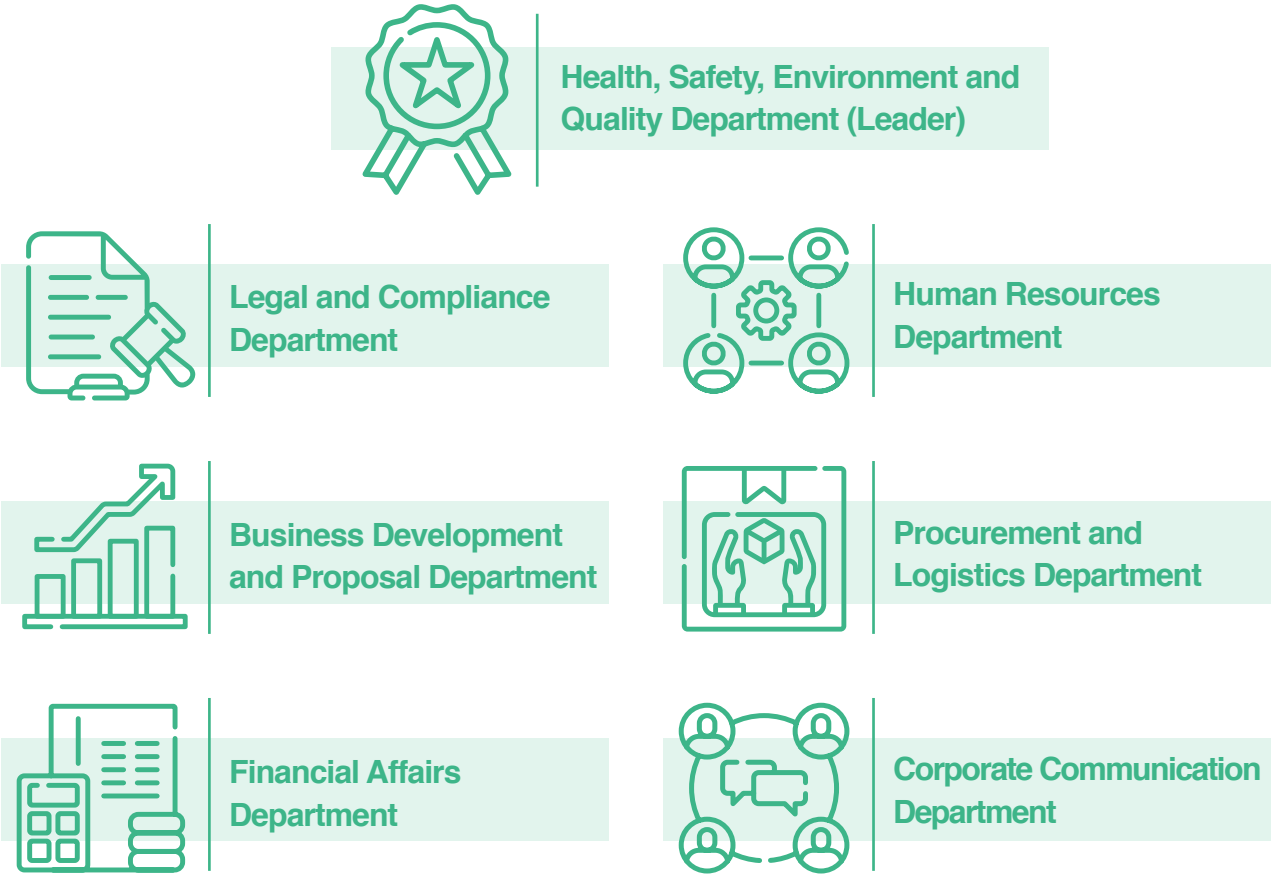 Health, Safety, Environment and
Quality Department (Leader)
Legal and Compliance
Department
Human Resources
Department
Business Development
and Proposal Department
Procurement and
Logistics Department
Financial Affairs
Department
Corporate Communication
Department